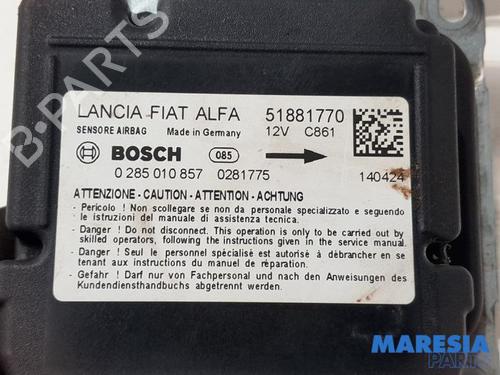 B-PARTS
LANCIA FIAT ALFA 51881770
SENSORE AIRBAG Made in Germany 12V C861
BOSCH 085
0 285 010 857 0281775 140424
ATTENZIONE - CAUTION - ATTENTION - ACHTUNG
- Pericolo ! Non scollegare se non da personale specializzato e seguendo
le istruzioni del manuale di assistenza tecnica.
- Danger ! Do not disconnect. This operation is only to be carried out by
skilled operators, following the instructions given in the service manual.
- Danger ! Seul le personnel spécialisé est autorisé à débrancher en se
tenant aux instructions du manuel de réparation.
- Gefahr ! Darf nur von Fachpersonal und nach den Anweisungen des
Kundendiensthandbuchs abgetrennt werden.
MARESIA
PARTS